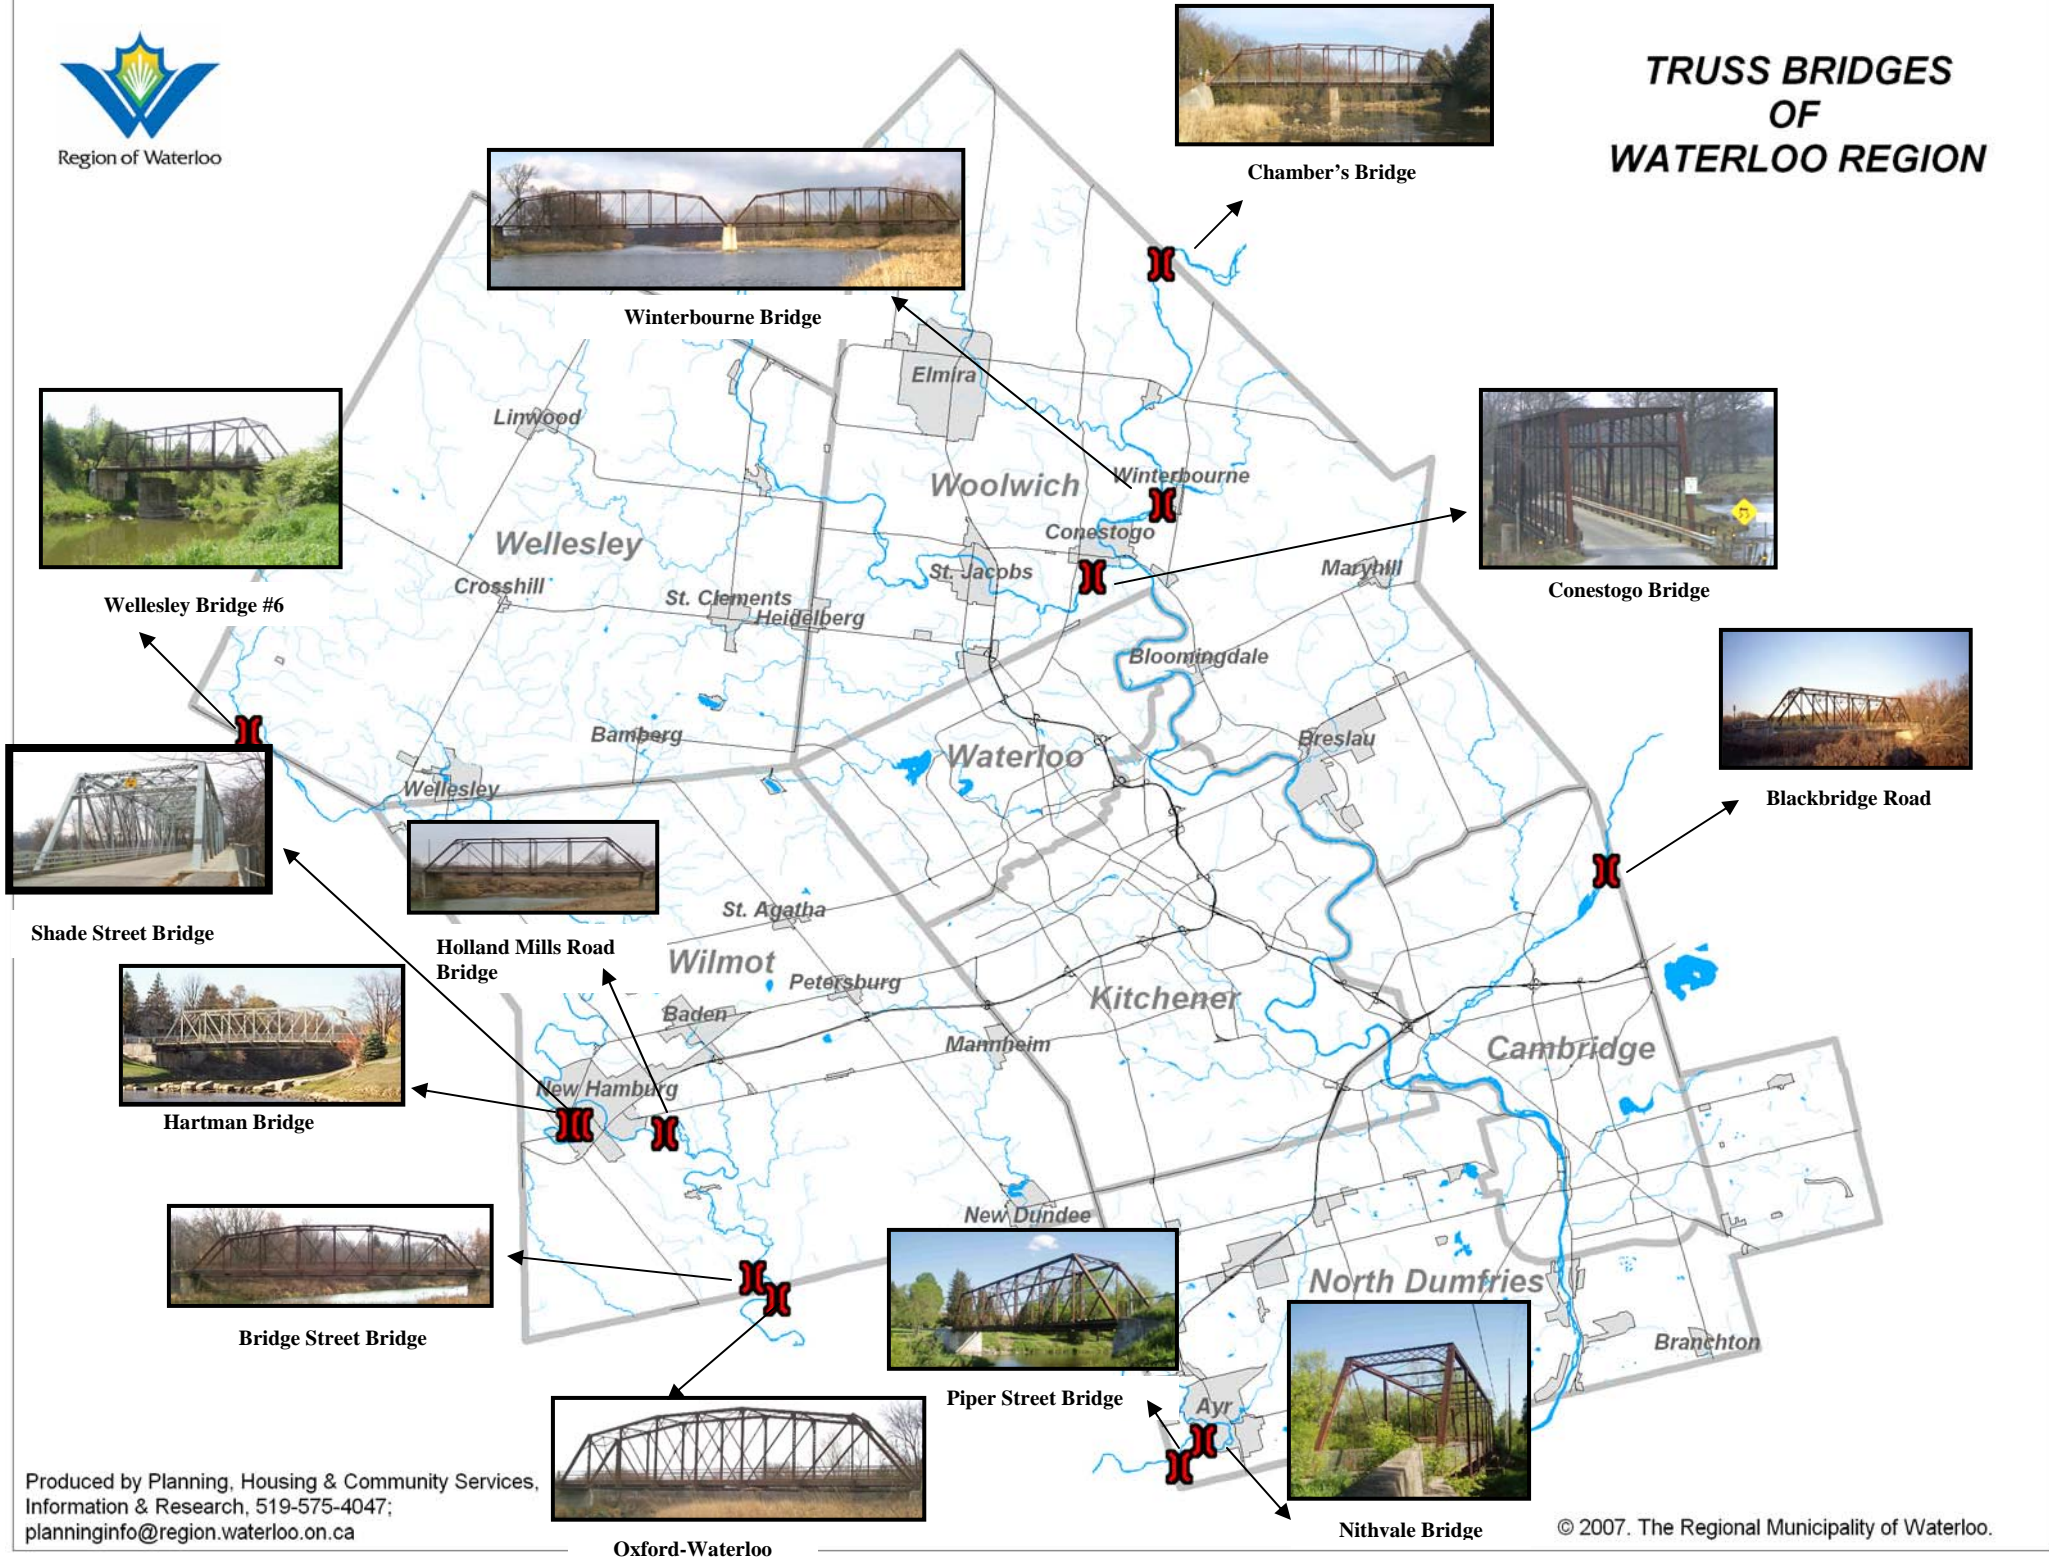 TRUSS BRIDGES
OF
WATERLOO REGION
Region of Waterloo
Chamber's Bridge
Winterbourne Bridge
Elmira
Linwood
Woolwich
Winterbourne
Conestogo
Wellesley
St. Jacobs
Maryhill
Crosshill
St. Clements
Heidelberg
Conestogo Bridge
Wellesley Bridge #6
Bloomingdale
Bamberg
Waterloo
Breslau
Wellesley
Blackbridge Road
St. Agatha
Shade Street Bridge
Holland Mills Road
Bridge
Wilmot
Petersburg
Kitchener
Baden
Mannheim
Cambridge
New Hamburg
Hartman Bridge
New Dundee
North Dumfries
Bridge Street Bridge
Branchton
Piper Street Bridge
Ayr
Produced by Planning, Housing & Community Services,
Information & Research, 519-575-4047;
planninginfo@region.waterloo.on.ca
Nithvale Bridge
© 2007. The Regional Municipality of Waterloo.
Oxford-Waterloo